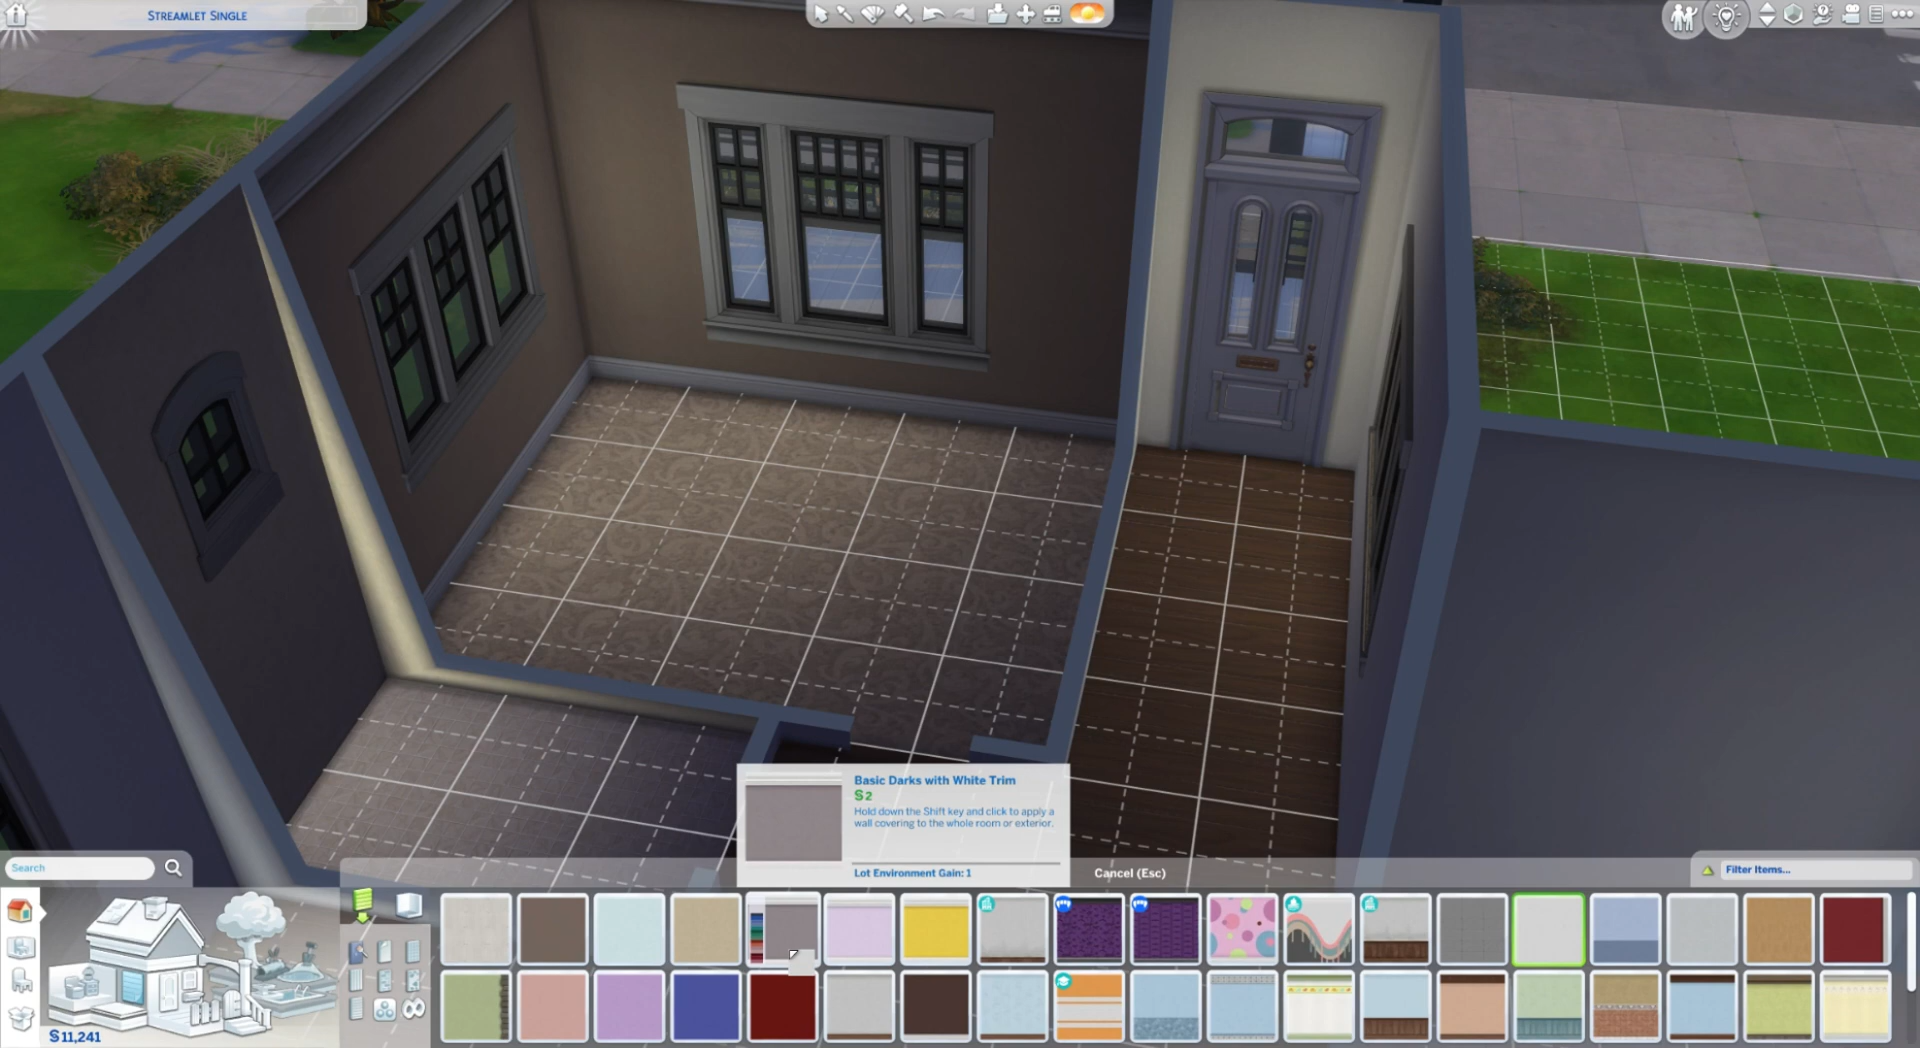 STREAMLET SINGLE
Basic Darks with White Trim
§2
Hold down the Shift key and click to apply a
wall covering to the whole room or exterior.
Lot Environment Gain: 1
Cancel (Esc)
Search
Filter Items...
§11,241